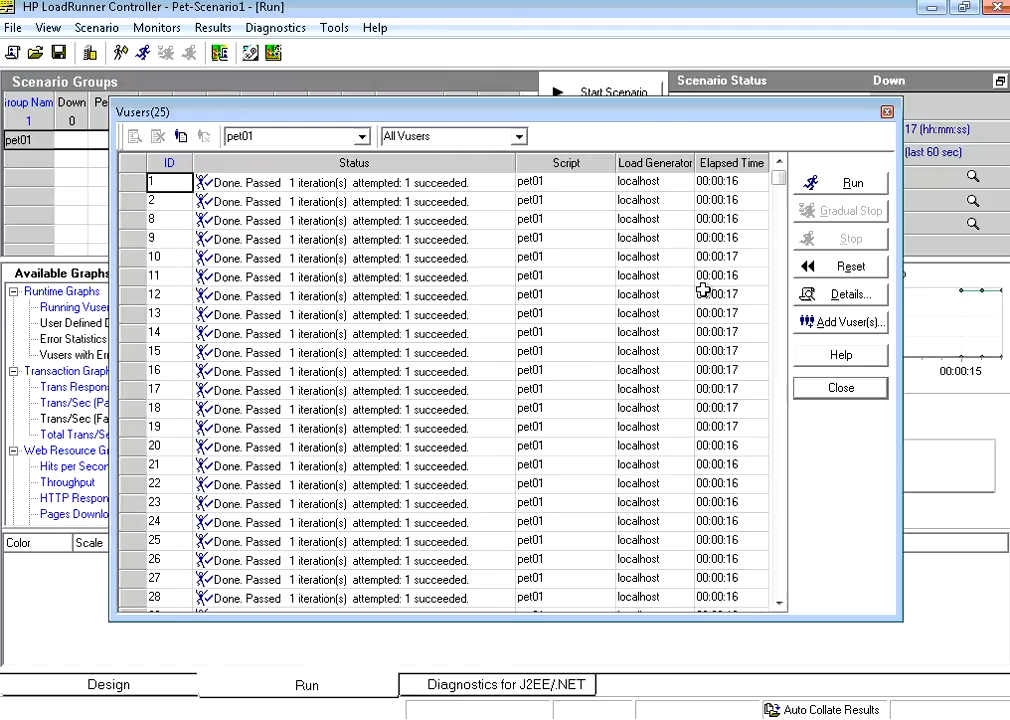 HP LoadRunner Controller - Pet-Scenario1 - [Run]
File View Scenario Monitors Results Diagnostics Tools Help
Scenario Groups
Start Scenario
Scenario Status
Down
Down
1
0
pet01
17 (hh:mm:ss)
(last 60 sec)
Vusers(25)
pet01
All Vusers
ID Status Script Load Generator Elapsed Time
1 Done. Passed 1 iteration(s) attempted: 1 succeeded. pet01 localhost 00:00:16
2 Done. Passed 1 iteration(s) attempted: 1 succeeded. pet01 localhost 00:00:16
8 Done. Passed 1 iteration(s) attempted: 1 succeeded. pet01 localhost 00:00:16
9 Done. Passed 1 iteration(s) attempted: 1 succeeded. pet01 localhost 00:00:16
10 Done. Passed 1 iteration(s) attempted: 1 succeeded. pet01 localhost 00:00:17
11 Done. Passed 1 iteration(s) attempted: 1 succeeded. pet01 localhost 00:00:16
12 Done. Passed 1 iteration(s) attempted: 1 succeeded. pet01 localhost 00:00:17
13 Done. Passed 1 iteration(s) attempted: 1 succeeded. pet01 localhost 00:00:17
14 Done. Passed 1 iteration(s) attempted: 1 succeeded. pet01 localhost 00:00:17
15 Done. Passed 1 iteration(s) attempted: 1 succeeded. pet01 localhost 00:00:17
16 Done. Passed 1 iteration(s) attempted: 1 succeeded. pet01 localhost 00:00:17
17 Done. Passed 1 iteration(s) attempted: 1 succeeded. pet01 localhost 00:00:17
18 Done. Passed 1 iteration(s) attempted: 1 succeeded. pet01 localhost 00:00:17
19 Done. Passed 1 iteration(s) attempted: 1 succeeded. pet01 localhost 00:00:17
20 Done. Passed 1 iteration(s) attempted: 1 succeeded. pet01 localhost 00:00:16
21 Done. Passed 1 iteration(s) attempted: 1 succeeded. pet01 localhost 00:00:16
22 Done. Passed 1 iteration(s) attempted: 1 succeeded. pet01 localhost 00:00:16
23 Done. Passed 1 iteration(s) attempted: 1 succeeded. pet01 localhost 00:00:16
24 Done. Passed 1 iteration(s) attempted: 1 succeeded. pet01 localhost 00:00:16
25 Done. Passed 1 iteration(s) attempted: 1 succeeded. pet01 localhost 00:00:16
26 Done. Passed 1 iteration(s) attempted: 1 succeeded. pet01 localhost 00:00:16
27 Done. Passed 1 iteration(s) attempted: 1 succeeded. pet01 localhost 00:00:16
28 Done. Passed 1 iteration(s) attempted: 1 succeeded. pet01 localhost 00:00:16
Run
Gradual Stop
Stop
Reset
Details...
Add Vuser(s)...
Help
Close
Available Graphs
Runtime Graphs
Running Vuser
User Defined D
Error Statistics
Vusers with Err
Transaction Graph
Trans Respon
Trans/Sec (Pa
Trans/Sec (Fa
Total Trans/Se
Web Resource Gr
Hits per Secon
Throughput
HTTP Respon
Pages Downlo
00:00:15
Color Scale
Design Run Diagnostics for J2EE/.NET
Auto Collate Results